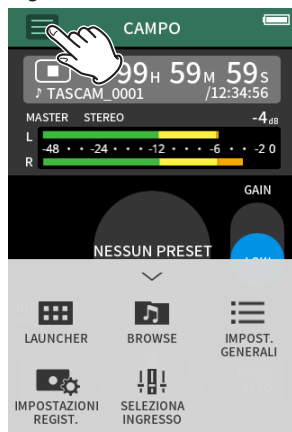 CAMPO
99H 59M 59S
♪ TASCAM_0001 /12:34:56
MASTER STEREO -4dB
L
-48 • • -24 • • • -12 • • • -6 • • -2 0
R
GAIN
NESSUN PRESET
LOW
LAUNCHER
BROWSE
IMPOST.
GENERALI
IMPOSTAZIONI
REGIST.
SELEZIONA
INGRESSO